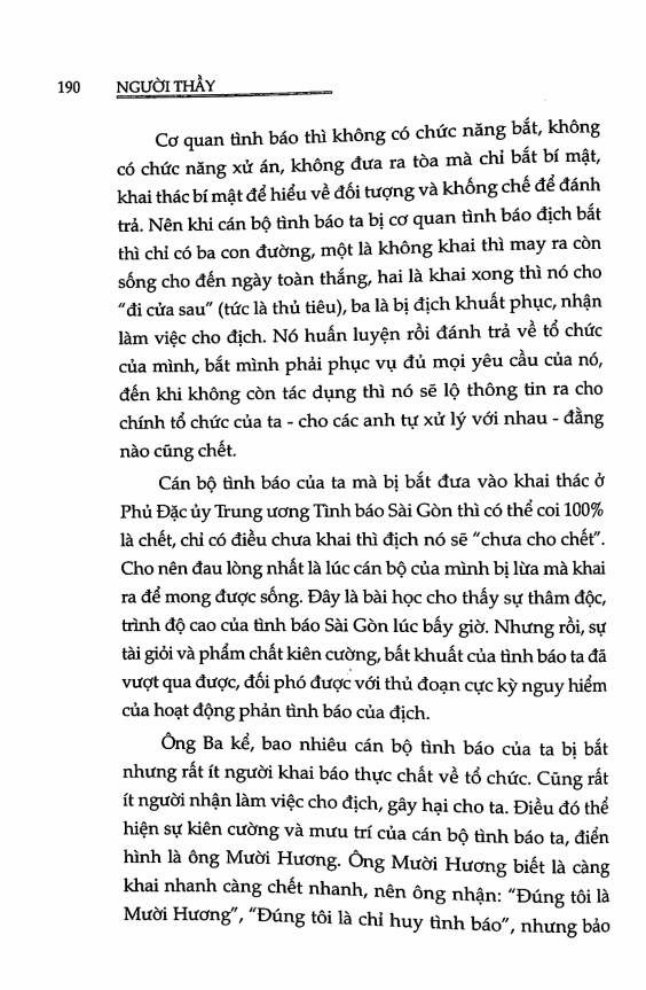 190 NGƯỜI THẦY
Cơ quan tình báo thì không có chức năng bắt, không
có chức năng xử án, không đưa ra tòa mà chỉ bắt bí mật,
khai thác bí mật để hiểu về đối tượng và khống chế để đánh
trả. Nên khi cán bộ tình báo ta bị cơ quan tình báo địch bắt
thì chỉ có ba con đường, một là không khai thì may ra còn
sống cho đến ngày toàn thắng, hai là khai xong thì nó cho
“đi cửa sau” (tức là thủ tiêu), ba là bị địch khuất phục, nhận
làm việc cho địch. Nó huấn luyện rồi đánh trả về tổ chức
của mình, bắt mình phải phục vụ đủ mọi yêu cầu của nó,
đến khi không còn tác dụng thì nó sẽ lộ thông tin ra cho
chính tổ chức của ta - cho các anh tự xử lý với nhau - đằng
nào cũng chết.
Cán bộ tình báo của ta mà bị bắt đưa vào khai thác ở
Phủ Đặc ủy Trung ương Tình báo Sài Gòn thì có thể coi 100%
là chết, chỉ có điều chưa khai thì địch nó sẽ “chưa cho chết”.
Cho nên đau lòng nhất là lúc cán bộ của mình bị lừa mà khai
ra để mong được sống. Đây là bài học cho thấy sự thâm độc,
trình độ cao của tình báo Sài Gòn lúc bấy giờ. Nhưng rồi, sự
tài giỏi và phẩm chất kiên cường, bất khuất của tình báo ta đã
vượt qua được, đối phó được với thủ đoạn cực kỳ nguy hiểm
của hoạt động phản tình báo của địch.
Ông Ba kể, bao nhiêu cán bộ tình báo của ta bị bắt
nhưng rất ít người khai báo thực chất về tổ chức. Cũng rất
ít người nhận làm việc cho địch, gây hại cho ta. Điều đó thể
hiện sự kiên cường và mưu trí của cán bộ tình báo ta, điển
hình là ông Mười Hương. Ông Mười Hương biết là càng
khai nhanh càng chết nhanh, nên ông nhận: “Đúng tôi là
Mười Hương”, “Đúng tôi là chỉ huy tình báo”, nhưng bảo